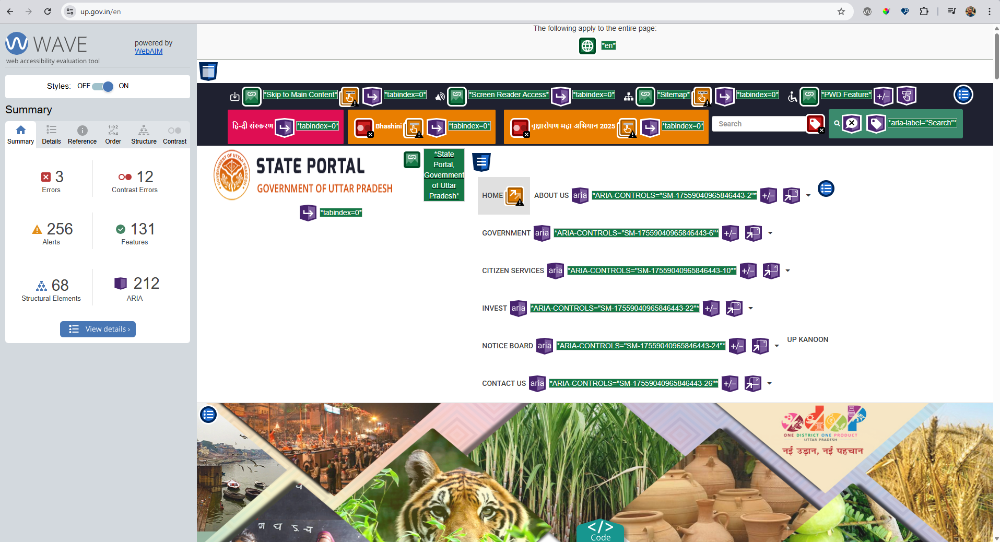 up.gov.in/en
WAVE
web accessibility evaluation tool
powered by
WebAIM
Styles: OFF ON
Summary
Summary Details Reference Order Structure Contrast
3
Errors
12
Contrast Errors
256
Alerts
131
Features
68
Structural Elements
212
ARIA
View details ›
The following apply to the entire page:
*en*
*Skip to Main Content* *tabindex=0* *Screen Reader Access* *tabindex=0* *Sitemap* *tabindex=0* *PWD Feature* +/−
हिन्दी संस्करण *tabindex=0* Bhashini *tabindex=0* वृक्षारोपण महा अभियान 2025 *tabindex=0* Search *aria-label="Search"*
STATE PORTAL
GOVERNMENT OF UTTAR PRADESH
*tabindex=0*
*State
Portal,
Government
of Uttar
Pradesh*
HOME ABOUT US aria *ARIA-CONTROLS="SM-17559040965846443-2"* +/−
GOVERNMENT aria *ARIA-CONTROLS="SM-17559040965846443-6"* +/−
CITIZEN SERVICES aria *ARIA-CONTROLS="SM-17559040965846443-10"* +/−
INVEST aria *ARIA-CONTROLS="SM-17559040965846443-22"* +/−
NOTICE BOARD aria *ARIA-CONTROLS="SM-17559040965846443-24"* +/− UP KANOON
CONTACT US aria *ARIA-CONTROLS="SM-17559040965846443-26"* +/−
odop
ONE DISTRICT ONE PRODUCT
UTTAR PRADESH
नई उड़ान, नई पहचान
</>
Code